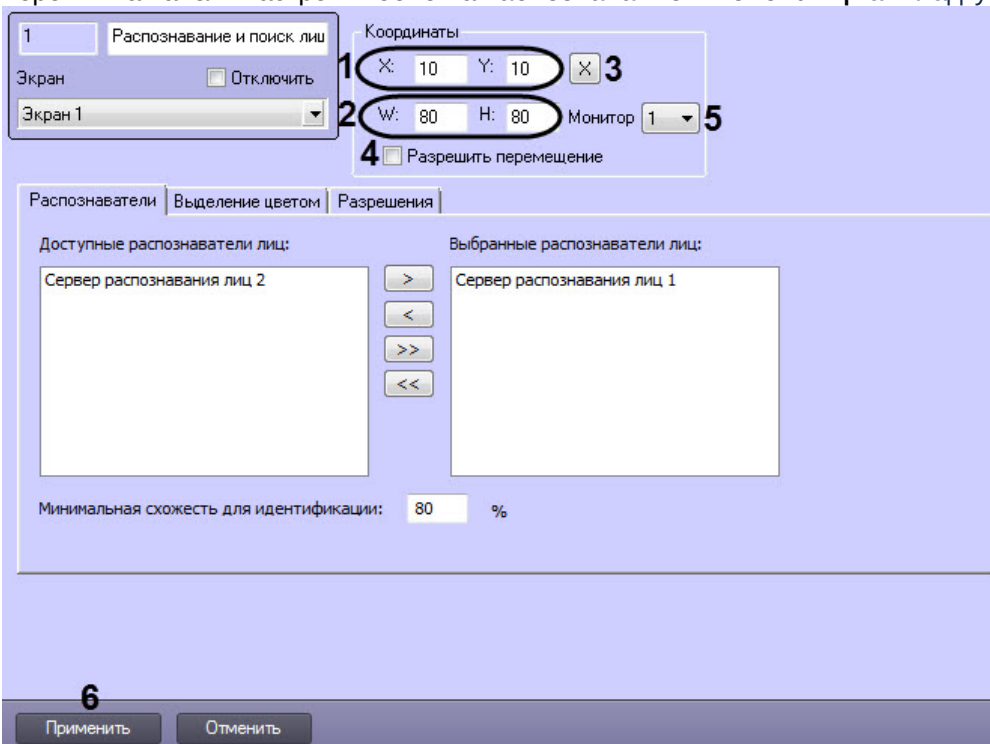 1 Распознавание и поиск лиц
Экран Отключить
Экран 1
Координаты
1 X: 10 Y: 10 X 3
2 W: 80 H: 80 Монитор 1 5
4 Разрешить перемещение
Распознаватели Выделение цветом Разрешения
Доступные распознаватели лиц: Выбранные распознаватели лиц:
Сервер распознавания лиц 2 > Сервер распознавания лиц 1
<
>>
<<
Минимальная схожесть для идентификации: 80 %
6
Применить Отменить